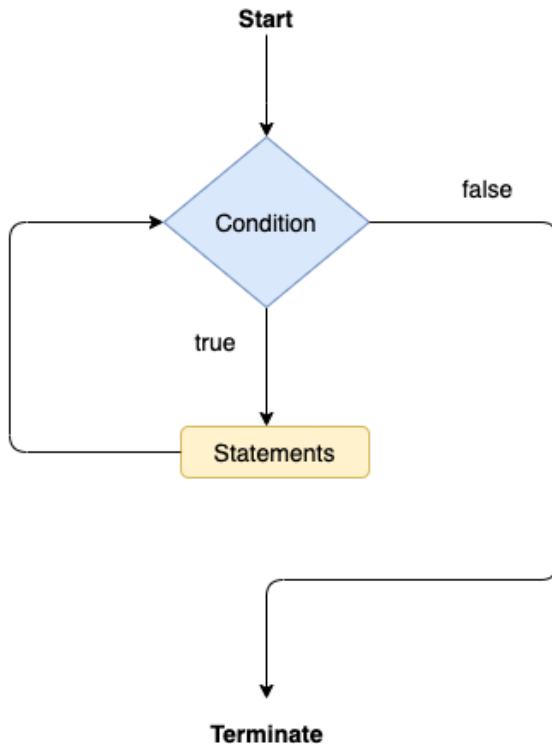 Start
false
Condition
true
Statements
Terminate